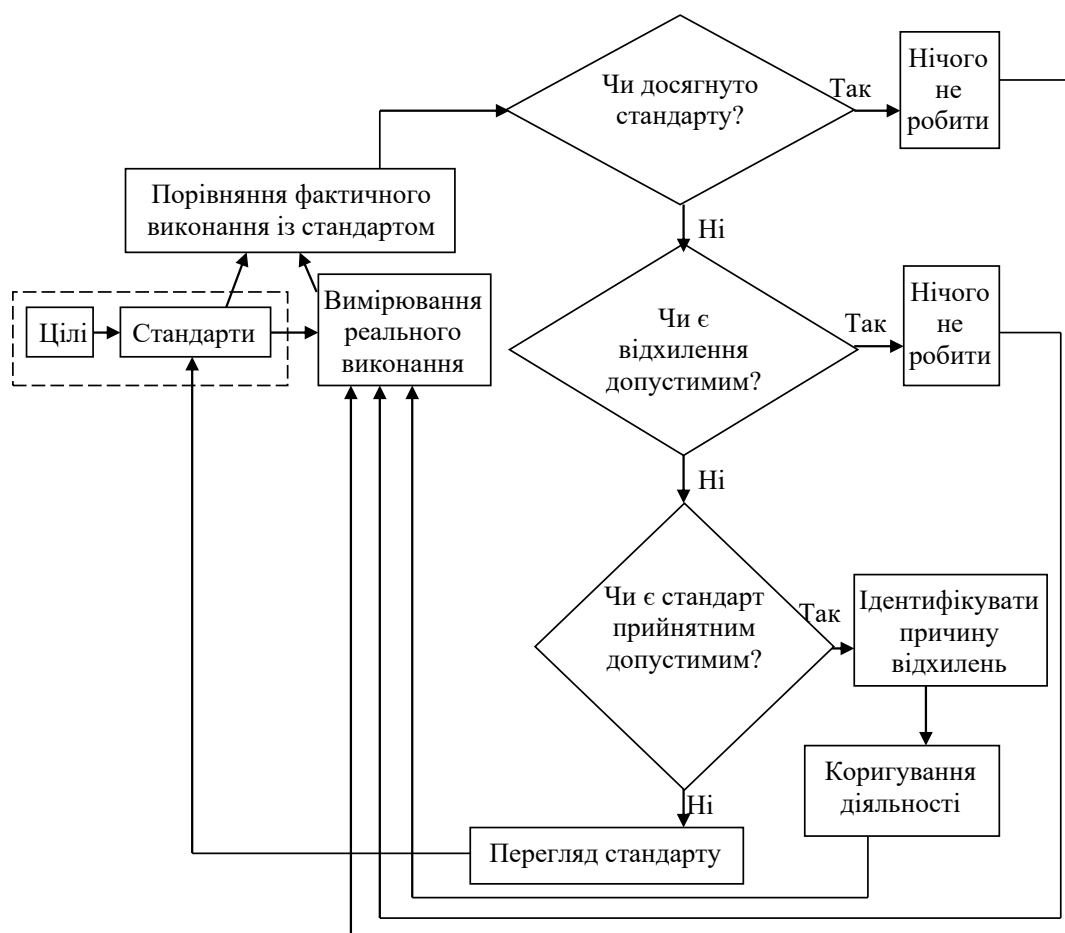 Чи досягнуто
стандарту?
Так
Нічого
не
робити
Порівняння фактичного
виконання із стандартом
Ні
Цілі
Стандарти
Вимірювання
реального
виконання
Чи є
відхилення
допустимим?
Так
Нічого
не
робити
Ні
Чи є стандарт
прийнятним
допустимим?
Так
Ідентифікувати
причину
відхилень
Коригування
діяльності
Ні
Перегляд стандарту